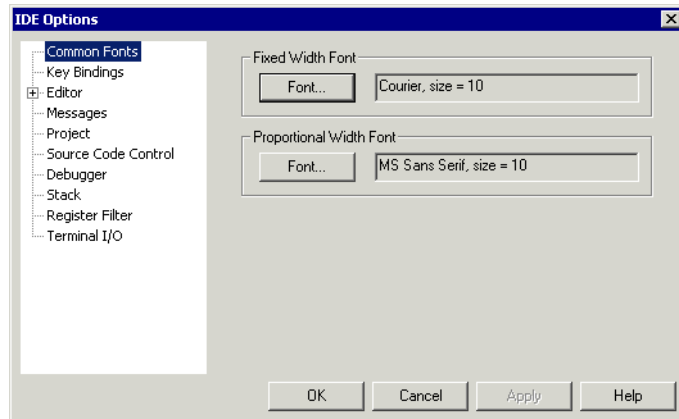 IDE Options
Common Fonts
Key Bindings
Editor
Messages
Project
Source Code Control
Debugger
Stack
Register Filter
Terminal I/O
Fixed Width Font
Font...
Courier, size = 10
Proportional Width Font
Font...
MS Sans Serif, size = 10
OK
Cancel
Apply
Help